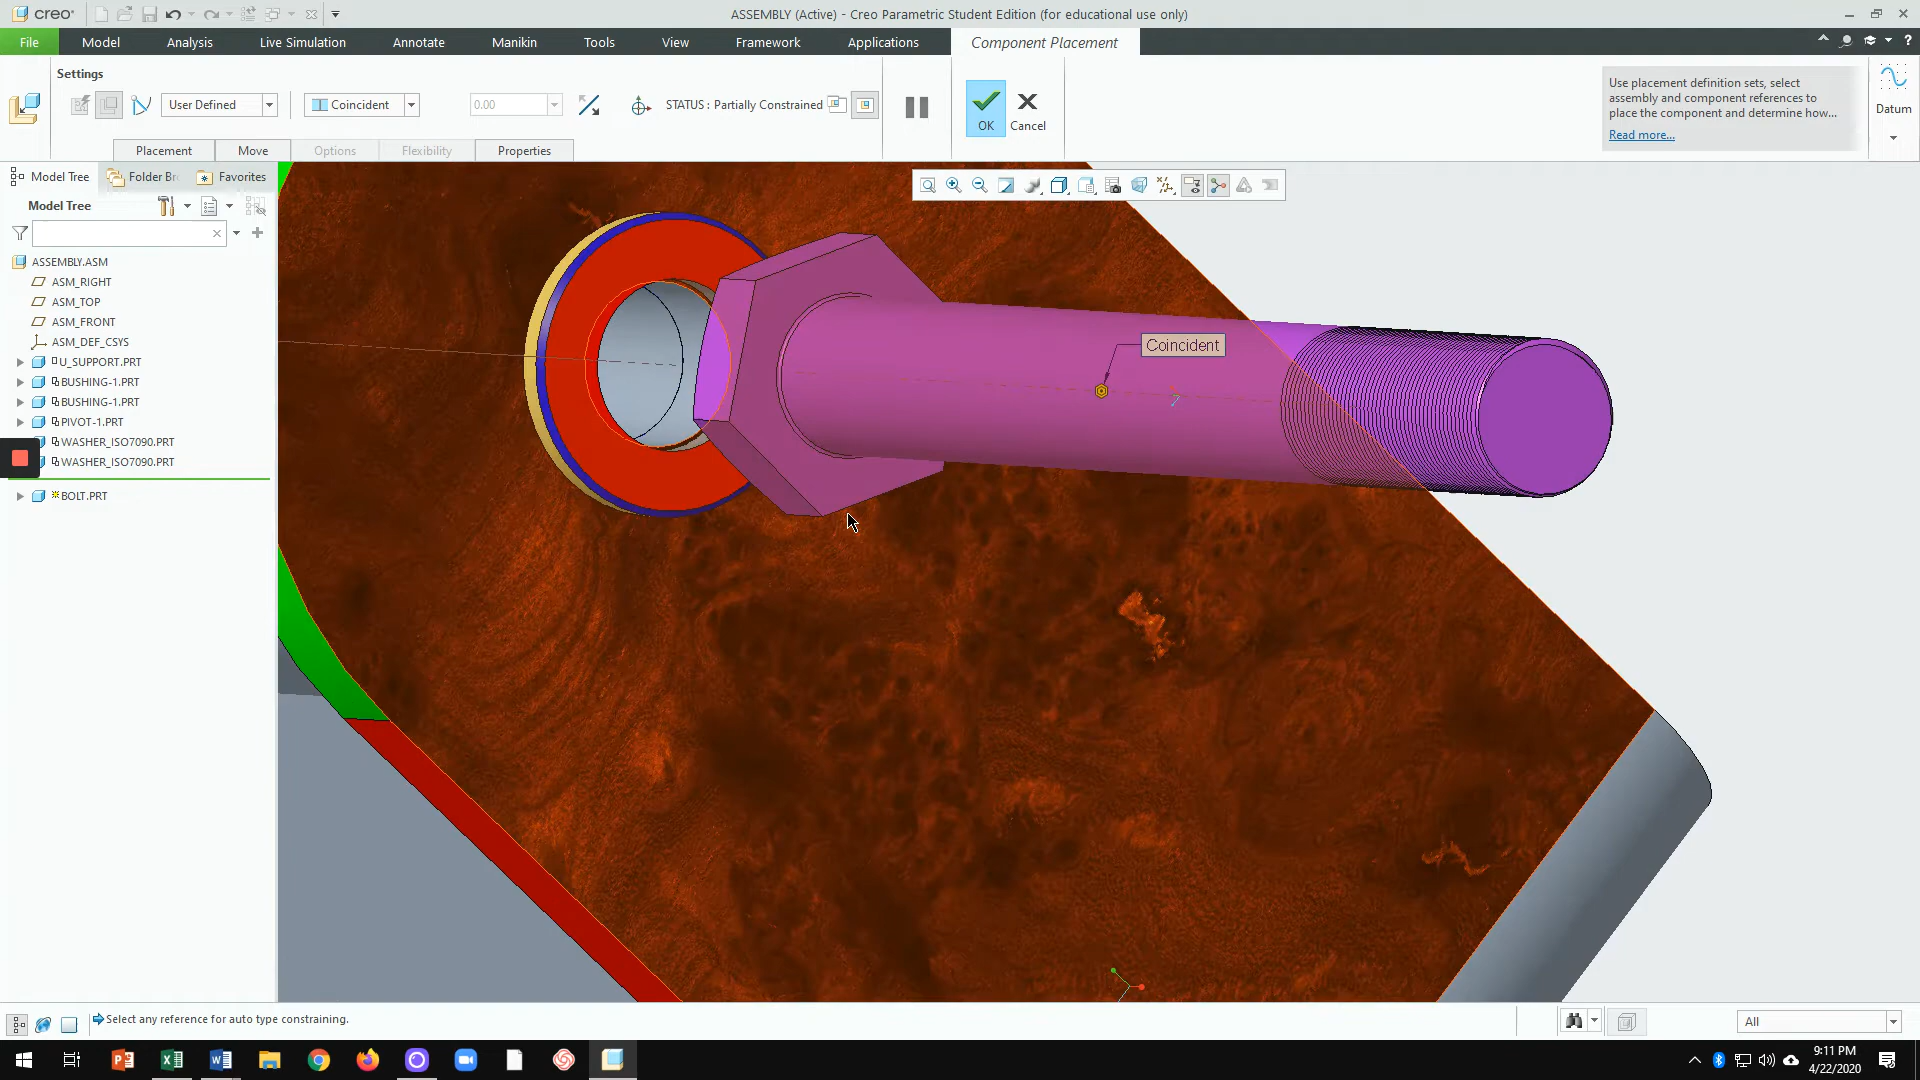 creo
ASSEMBLY (Active) - Creo Parametric Student Edition (for educational use only)
File
Model
Analysis
Live Simulation
Annotate
Manikin
Tools
View
Framework
Applications
Component Placement
Settings
User Defined
Coincident
0.00
STATUS : Partially Constrained
OK
Cancel
Use placement definition sets, select
assembly and component references to
place the component and determine how...
Read more...
Datum
Placement
Move
Options
Flexibility
Properties
Model Tree
Folder Br
Favorites
Model Tree
ASSEMBLY.ASM
ASM_RIGHT
ASM_TOP
ASM_FRONT
ASM_DEF_CSYS
U_SUPPORT.PRT
BUSHING-1.PRT
BUSHING-1.PRT
PIVOT-1.PRT
WASHER_ISO7090.PRT
WASHER_ISO7090.PRT
BOLT.PRT
Coincident
Select any reference for auto type constraining.
All
9:11 PM
4/22/2020